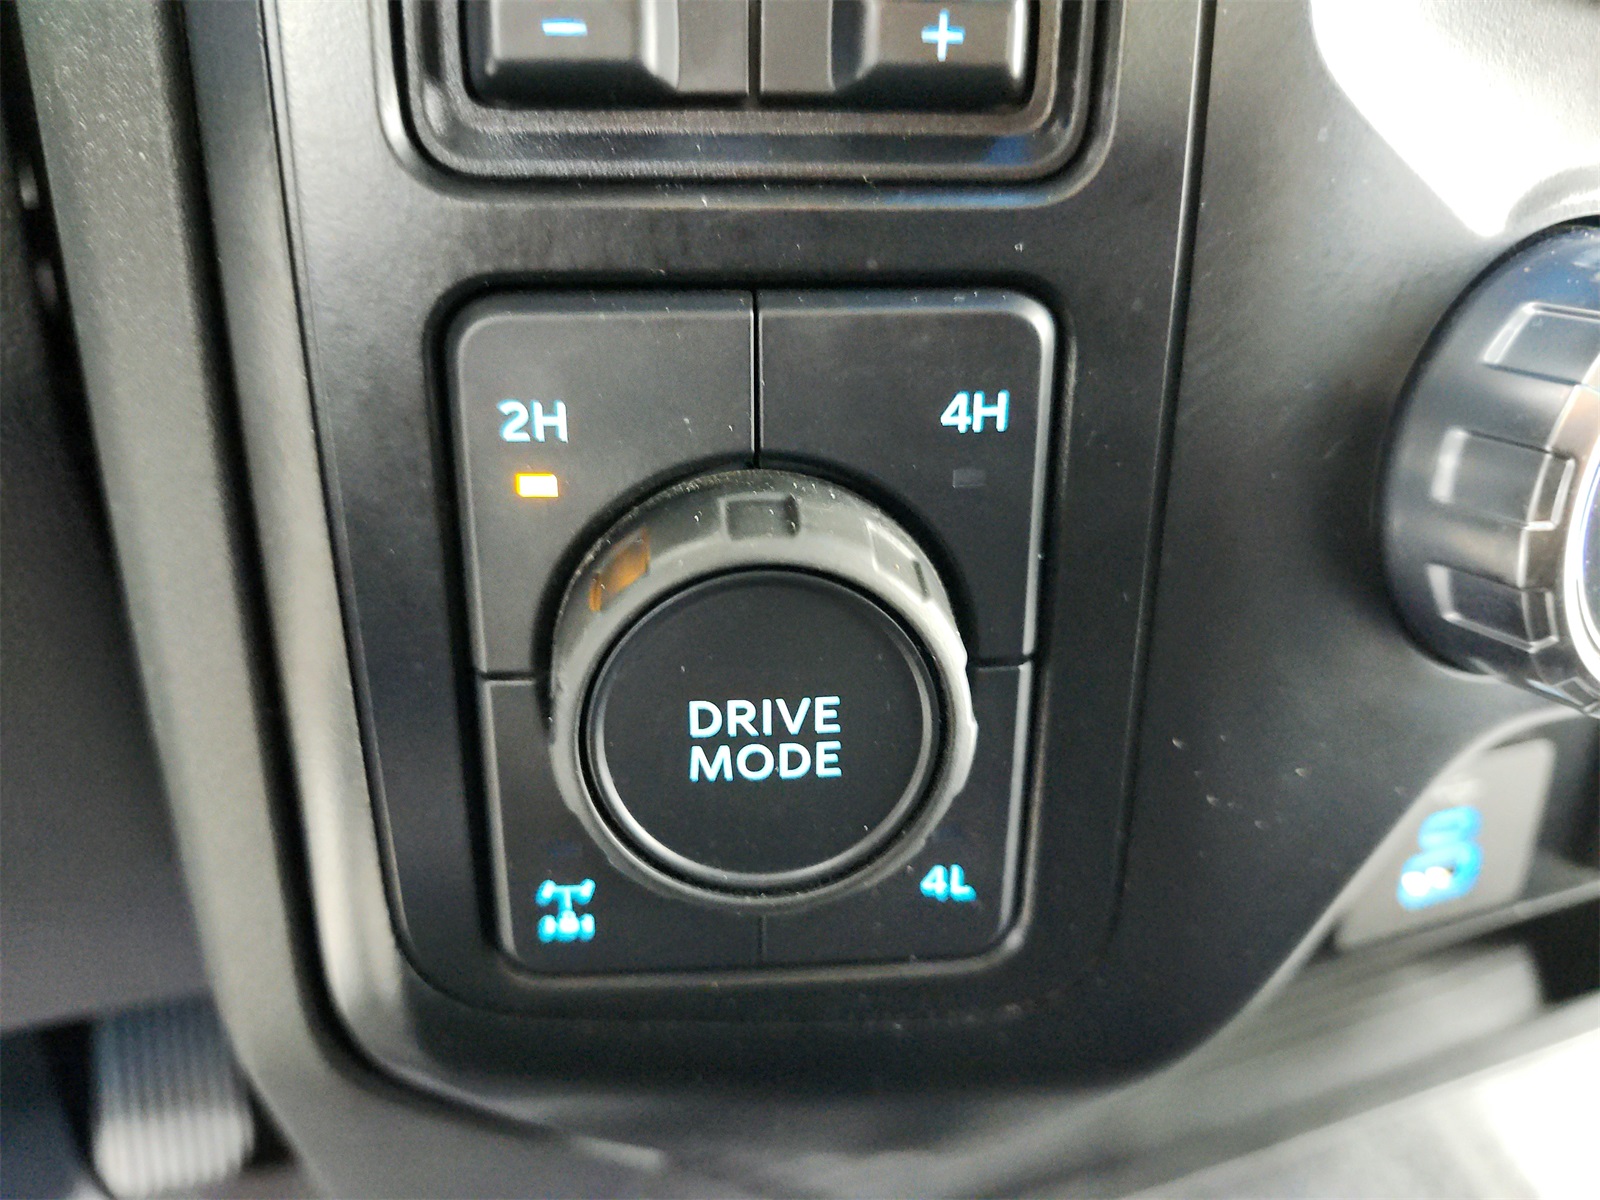 - +
2H 4H
DRIVE
MODE
4L